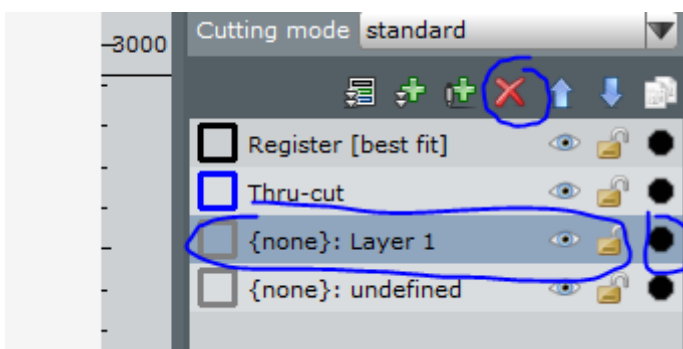 Cutting mode standard
3000
Register [best fit]
Thru-cut
{none}: Layer 1
{none}: undefined